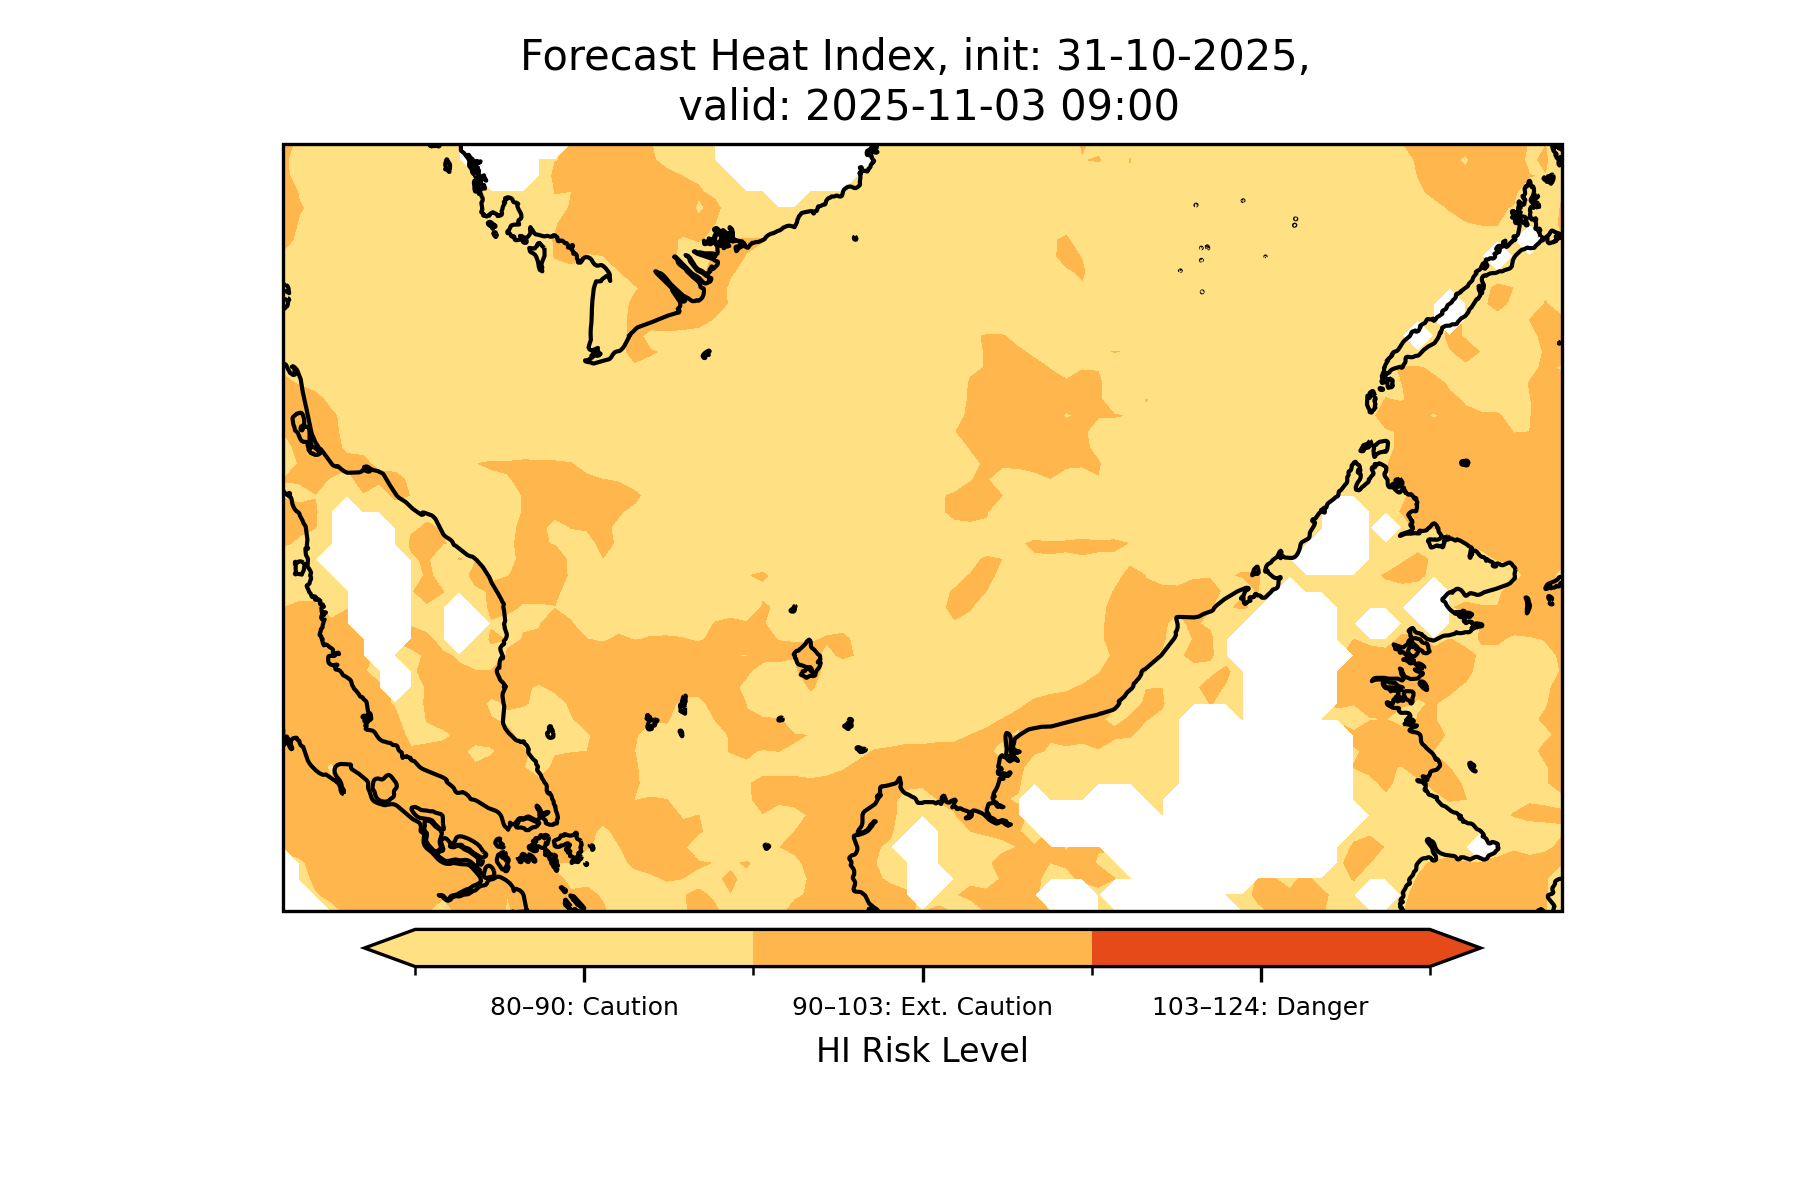 Forecast Heat Index, init: 31-10-2025,
valid: 2025-11-03 09:00
80–90: Caution
90–103: Ext. Caution
103–124: Danger
HI Risk Level